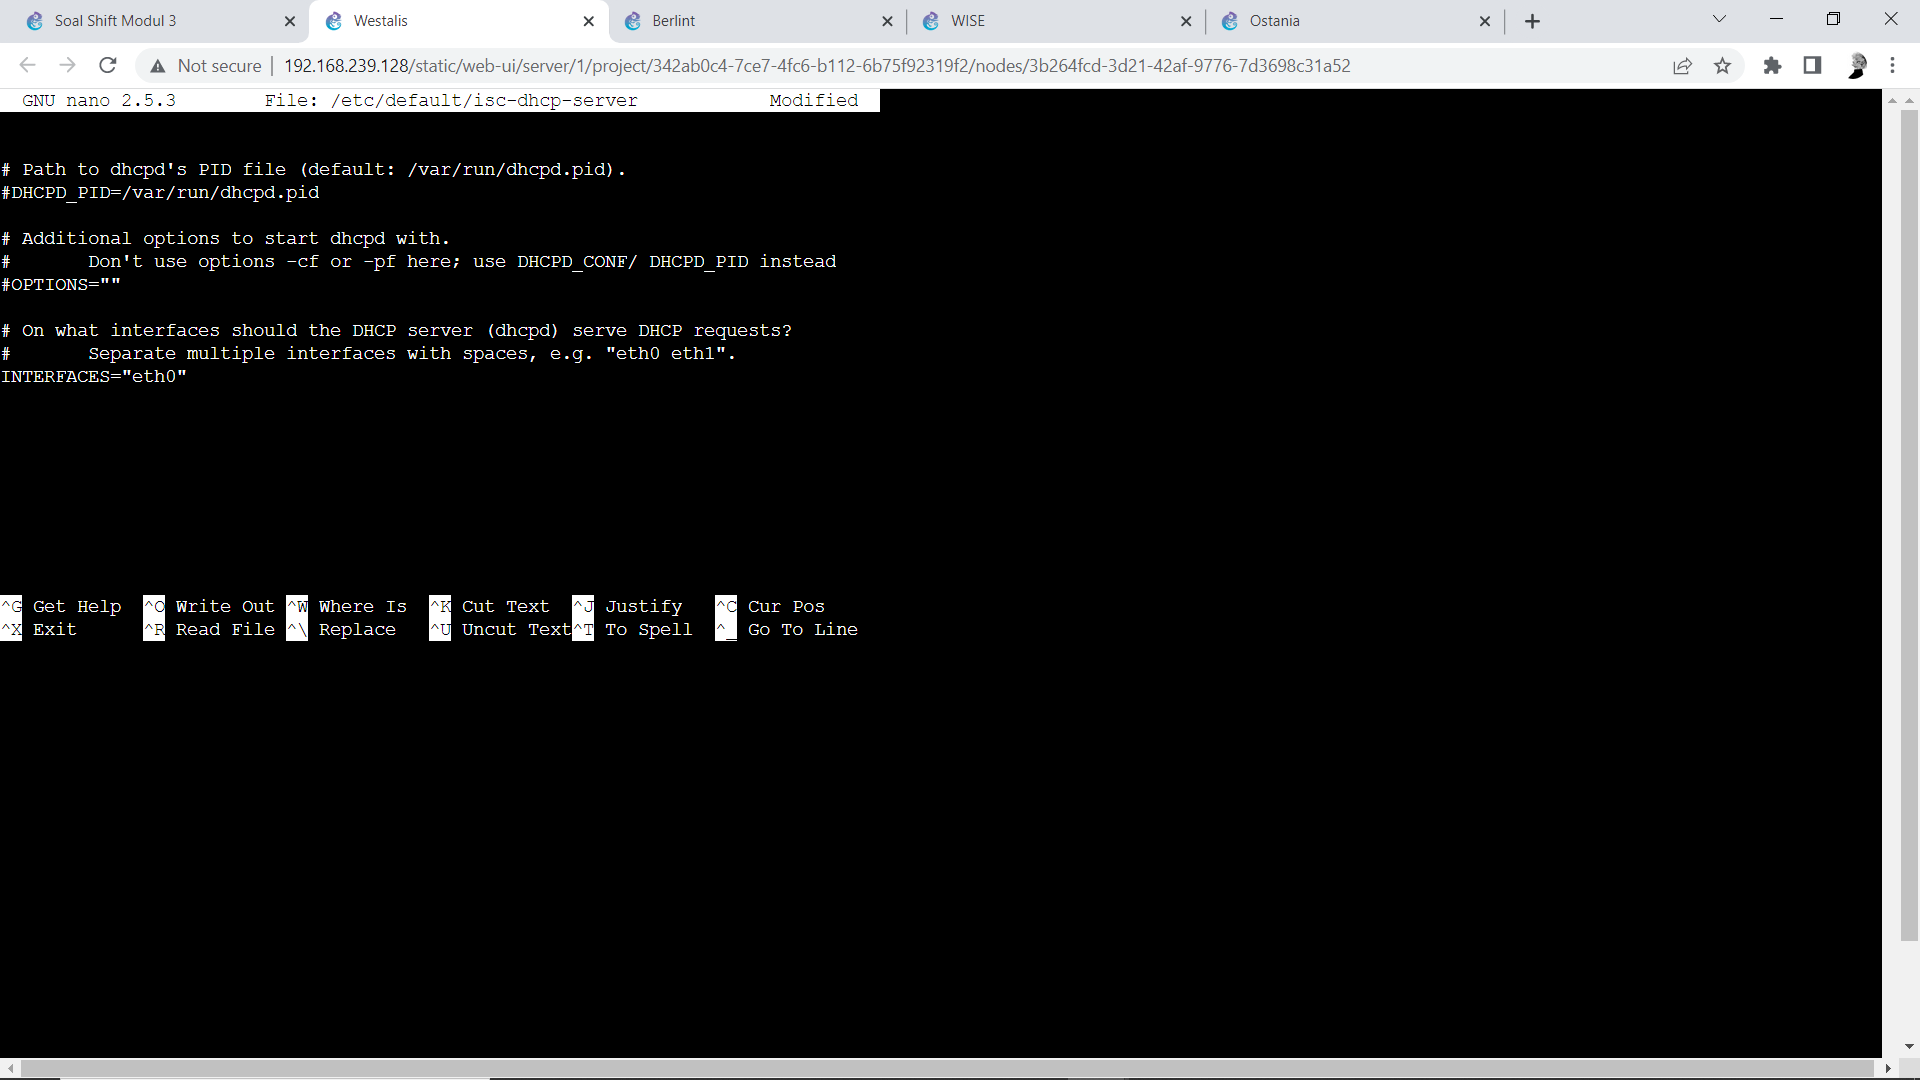 Soal Shift Modul 3
Westalis
Berlint
WISE
Ostania
Not secure | 192.168.239.128/static/web-ui/server/1/project/342ab0c4-7ce7-4fc6-b112-6b75f92319f2/nodes/3b264fcd-3d21-42af-9776-7d3698c31a52
GNU nano 2.5.3 File: /etc/default/isc-dhcp-server Modified
# Path to dhcpd's PID file (default: /var/run/dhcpd.pid).
#DHCPD_PID=/var/run/dhcpd.pid
# Additional options to start dhcpd with.
# Don't use options -cf or -pf here; use DHCPD_CONF/ DHCPD_PID instead
#OPTIONS=""
# On what interfaces should the DHCP server (dhcpd) serve DHCP requests?
# Separate multiple interfaces with spaces, e.g. "eth0 eth1".
INTERFACES="eth0"
^G Get Help ^O Write Out ^W Where Is ^K Cut Text ^J Justify ^C Cur Pos
^X Exit ^R Read File ^\ Replace ^U Uncut Text^T To Spell ^_ Go To Line